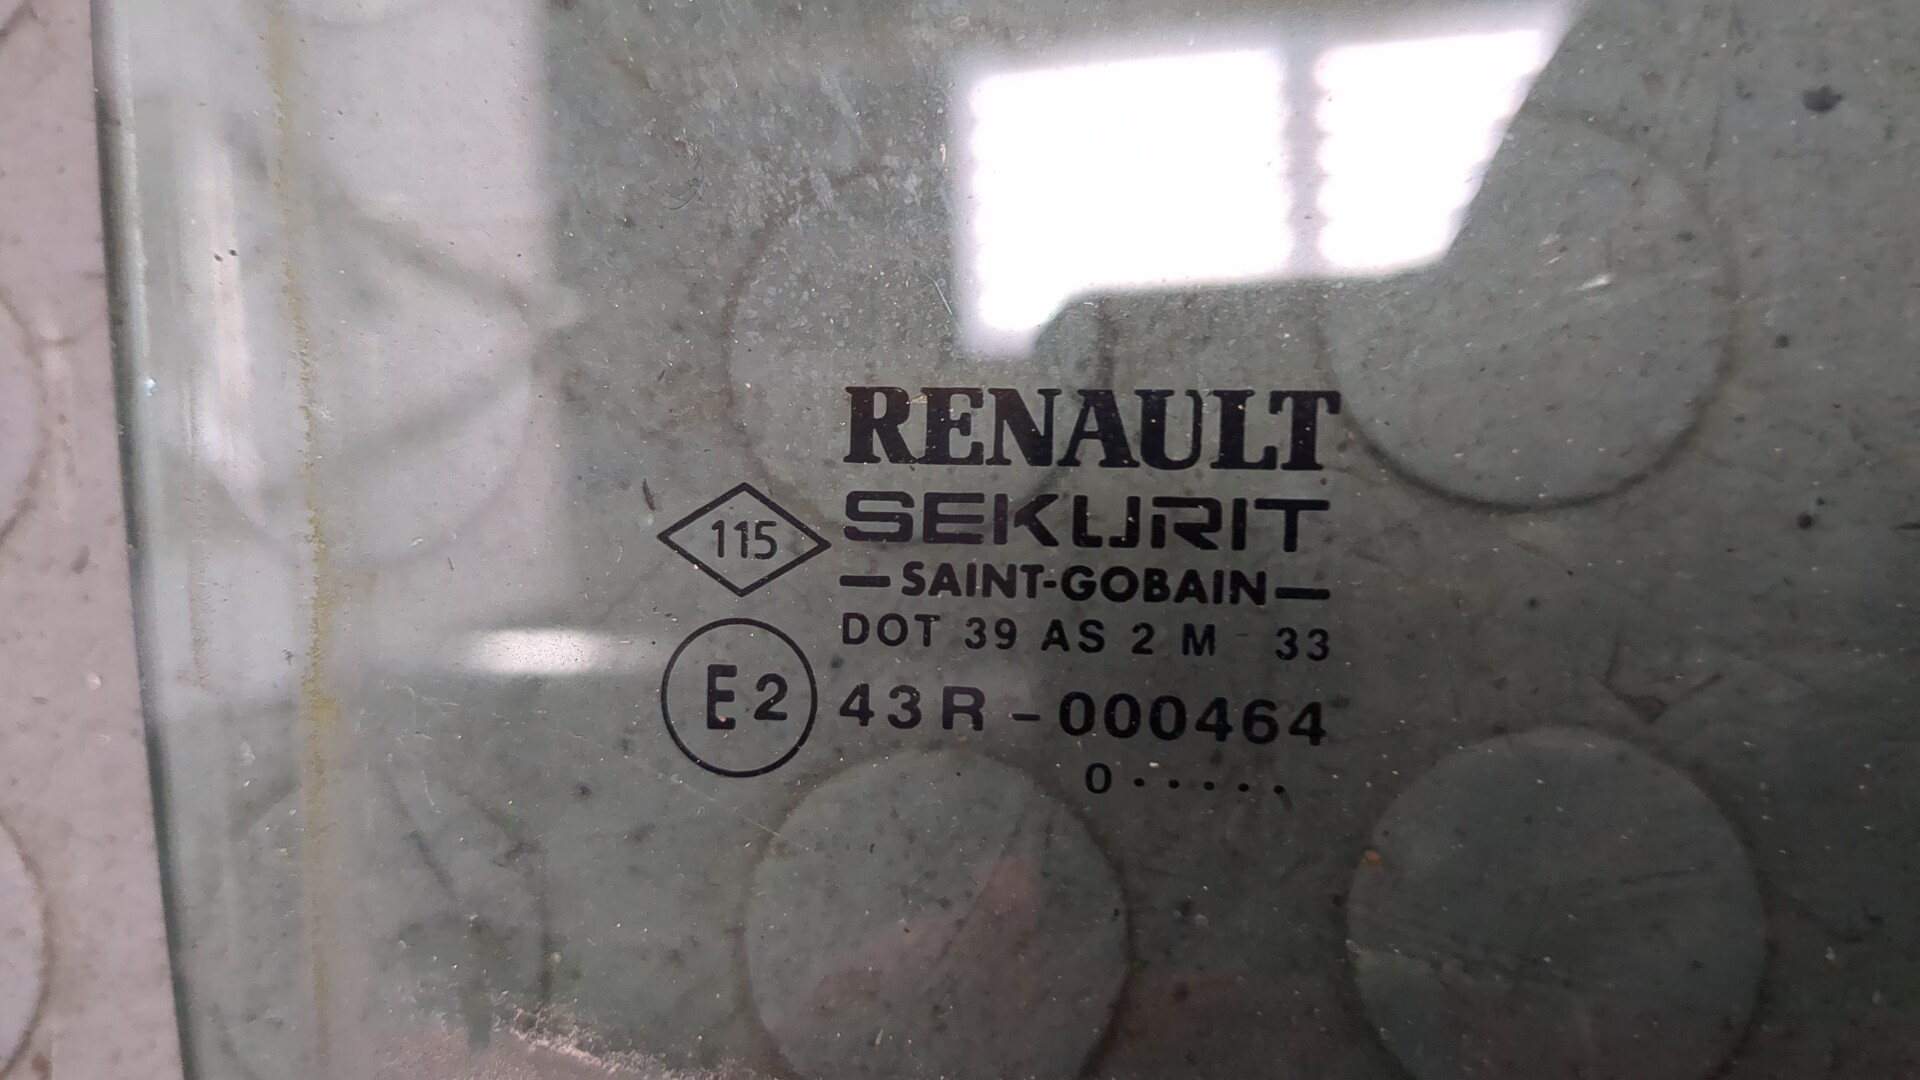 RENAULT
115
SEKURIT
—SAINT-GOBAIN—
DOT 39 AS 2 M 33
E2
43R-000464
0.....